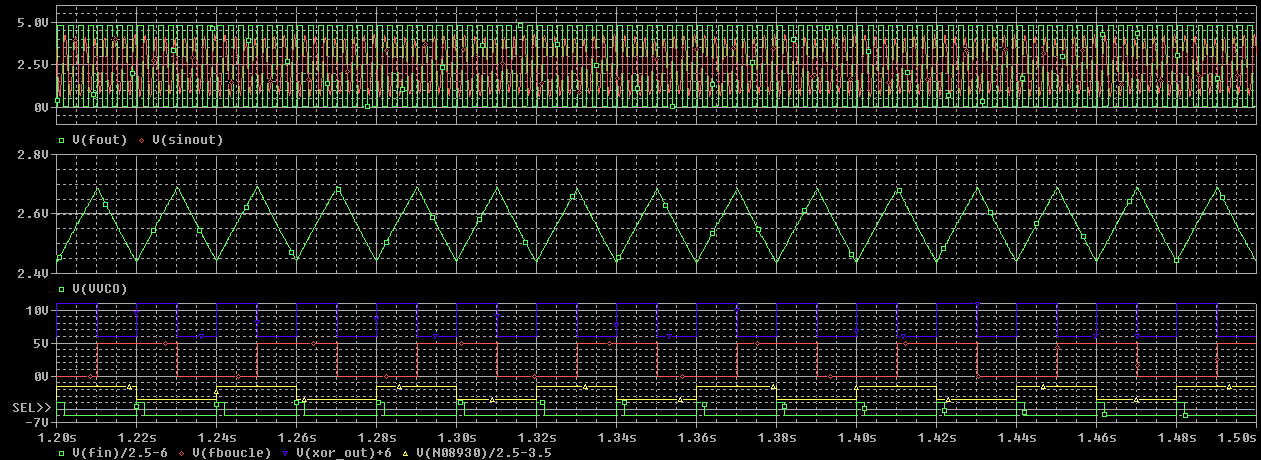 5.0V
2.5V
0V
V(fout) V(sinout)
2.8V
2.6V
2.4V
V(VVCO)
10V
5V
0V
SEL>>
-7V
1.20s 1.22s 1.24s 1.26s 1.28s 1.30s 1.32s 1.34s 1.36s 1.38s 1.40s 1.42s 1.44s 1.46s 1.48s 1.50s
V(fin)/2.5-6 V(fboucle) V(xor_out)+6 V(N08930)/2.5-3.5